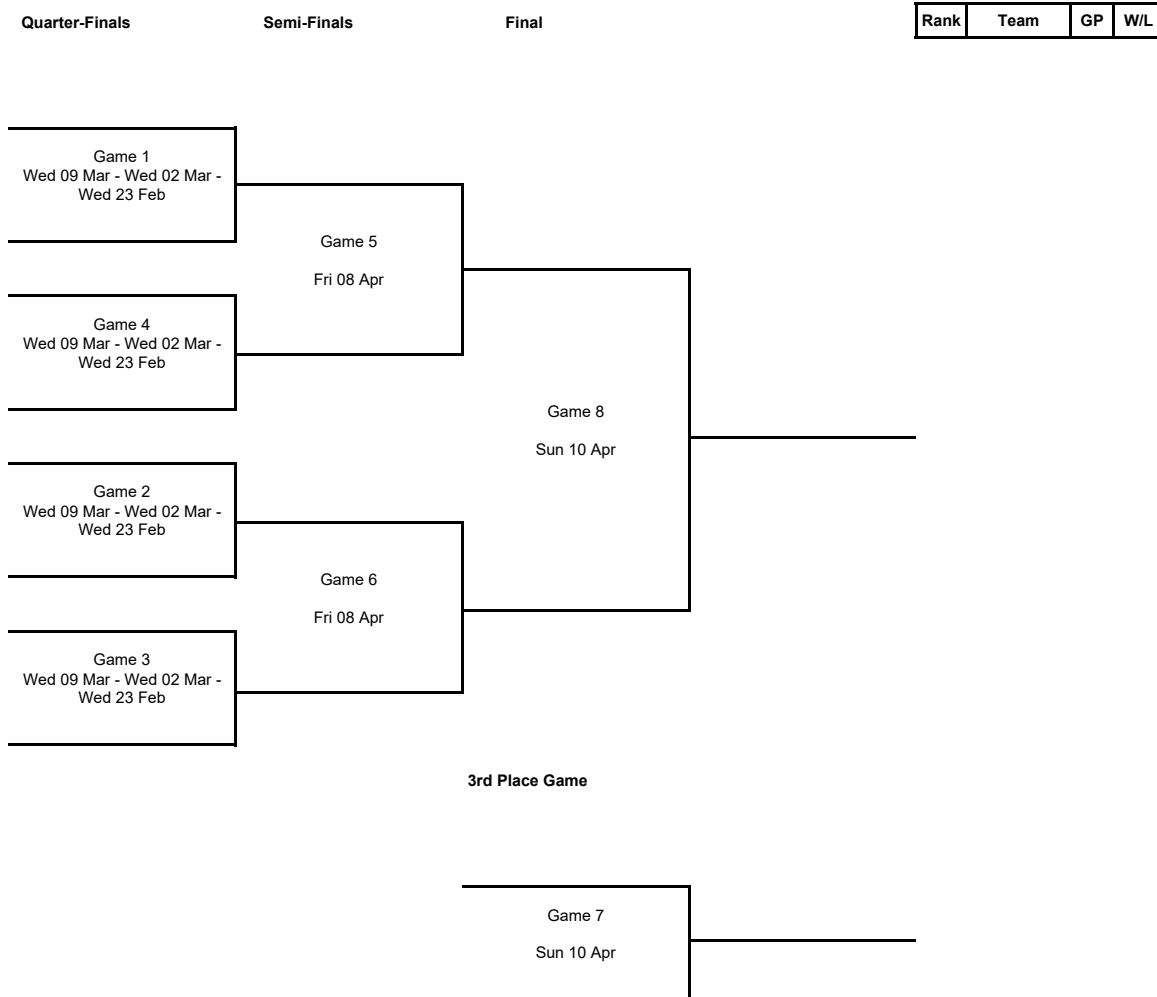 Quarter-Finals Semi-Finals Final Rank Team GP W/L
Game 1
Wed 09 Mar - Wed 02 Mar -
Wed 23 Feb
Game 5
Fri 08 Apr
Game 4
Wed 09 Mar - Wed 02 Mar -
Wed 23 Feb
Game 8
Sun 10 Apr
Game 2
Wed 09 Mar - Wed 02 Mar -
Wed 23 Feb
Game 6
Fri 08 Apr
Game 3
Wed 09 Mar - Wed 02 Mar -
Wed 23 Feb
3rd Place Game
Game 7
Sun 10 Apr